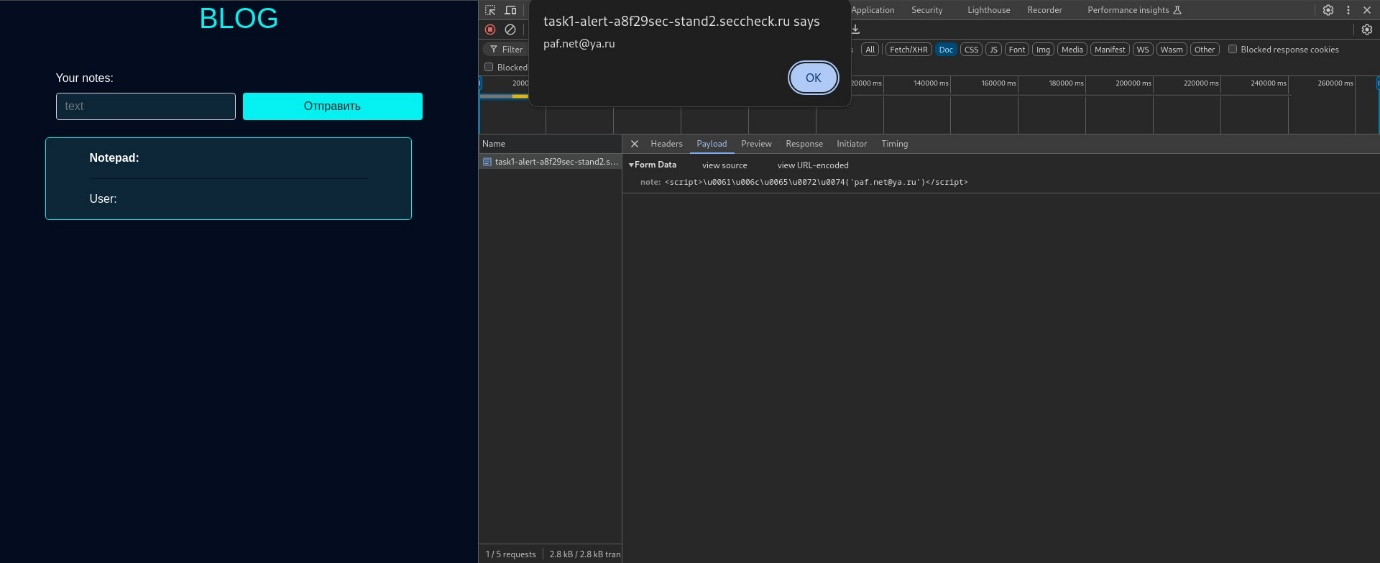 BLOG
Your notes:
text
Отправить
Notepad:
User:
task1-alert-a8f29sec-stand2.seccheck.ru says
paf.net@ya.ru
OK
Application Security Lighthouse Recorder Performance insights
Filter
All Fetch/XHR Doc CSS JS Font Img Media Manifest WS Wasm Other Blocked response cookies
Blocked
140000 ms 160000 ms 180000 ms 200000 ms 220000 ms 240000 ms 260000 ms
Name
Headers Payload Preview Response Initiator Timing
task1-alert-a8f29sec-stand2.s...
Form Data view source view URL-encoded
note: <script>\u0061\u006c\u0065\u0072\u0074('paf.net@ya.ru')</script>
1 / 5 requests 2.8 kB / 2.8 kB tran